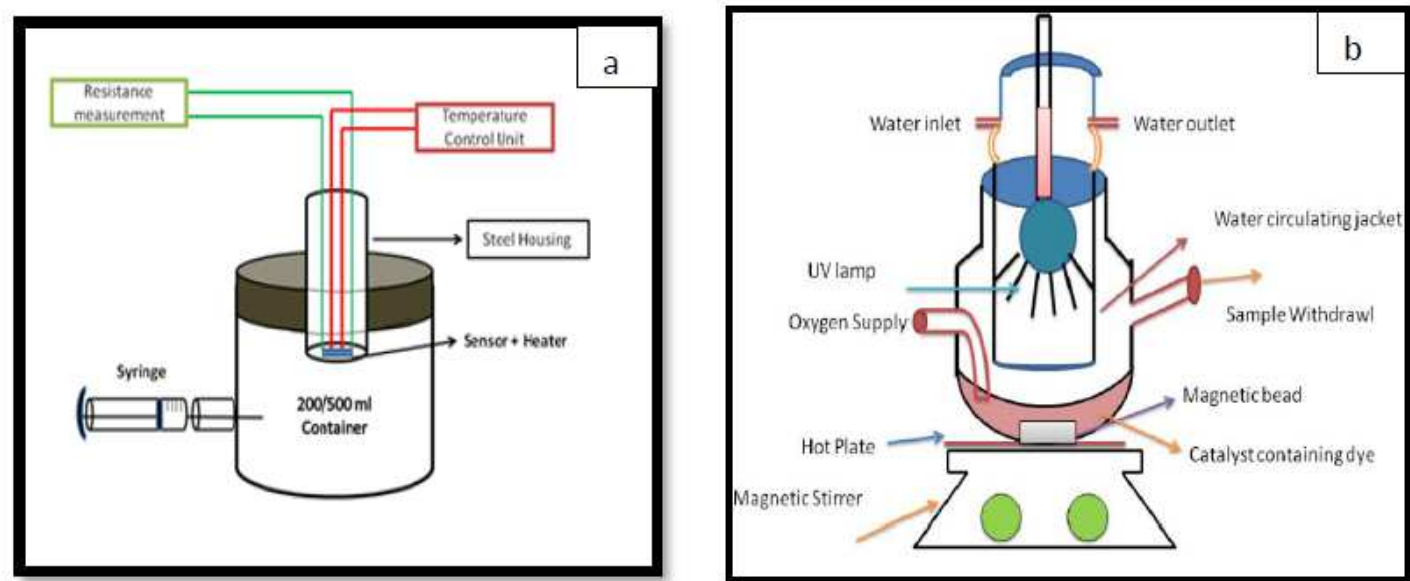 a
Resistance
measurement
Temperature
Control Unit
Steel Housing
Sensor + Heater
Syringe
200/500 ml
Container
b
Water inlet
Water outlet
Water circulating jacket
UV lamp
Oxygen Supply
Sample Withdrawl
Magnetic bead
Hot Plate
Catalyst containing dye
Magnetic Stirrer